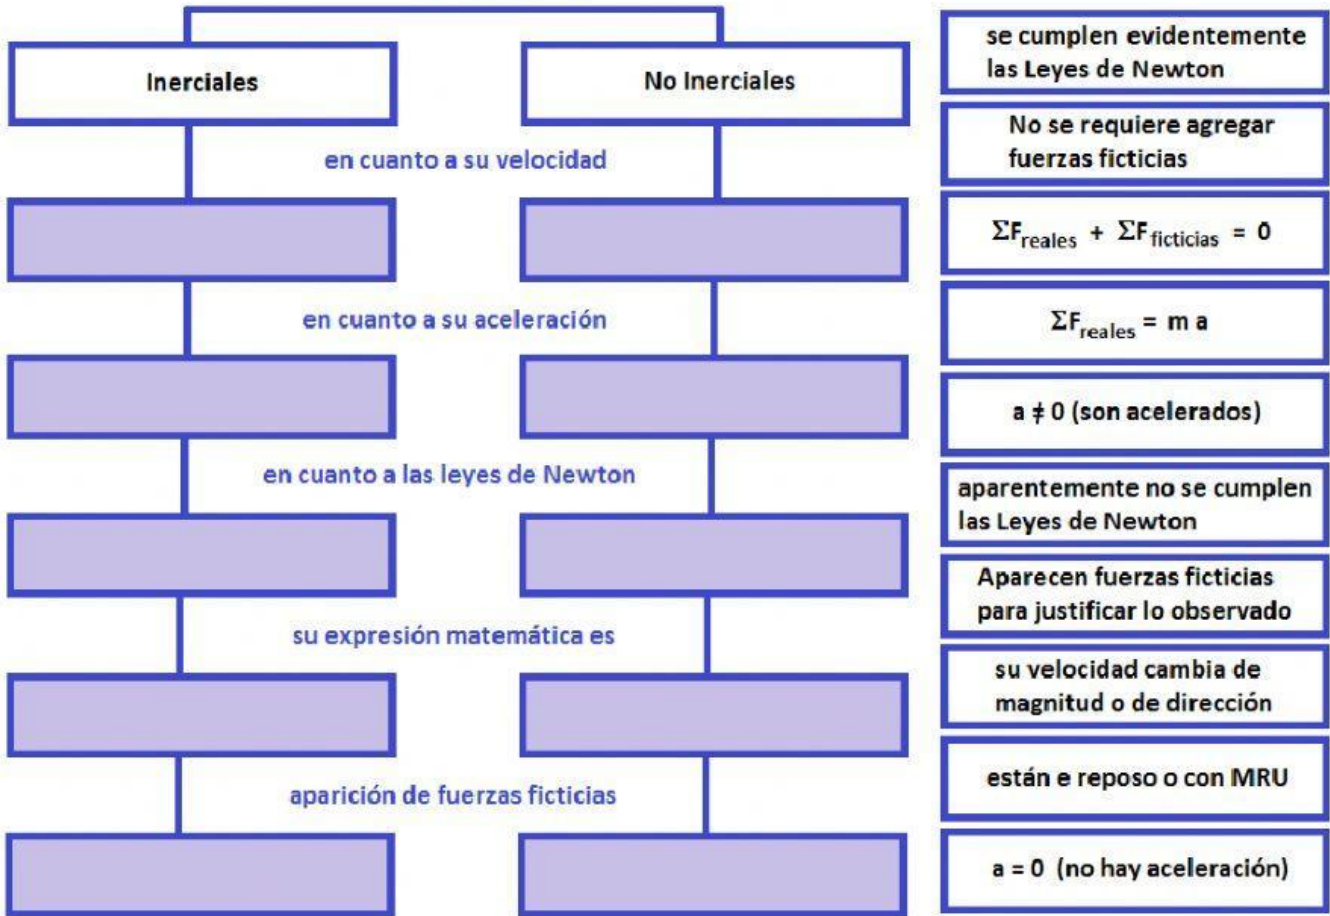 Inerciales
No Inerciales
en cuanto a su velocidad
en cuanto a su aceleración
en cuanto a las leyes de Newton
su expresión matemática es
aparición de fuerzas ficticias
se cumplen evidentemente
las Leyes de Newton
No se requiere agregar
fuerzas ficticias
ΣF_reales + ΣF_ficticias = 0
ΣF_reales = m a
a ≠ 0 (son acelerados)
aparentemente no se cumplen
las Leyes de Newton
Aparecen fuerzas ficticias
para justificar lo observado
su velocidad cambia de
magnitud o de dirección
están e reposo o con MRU
a = 0 (no hay aceleración)